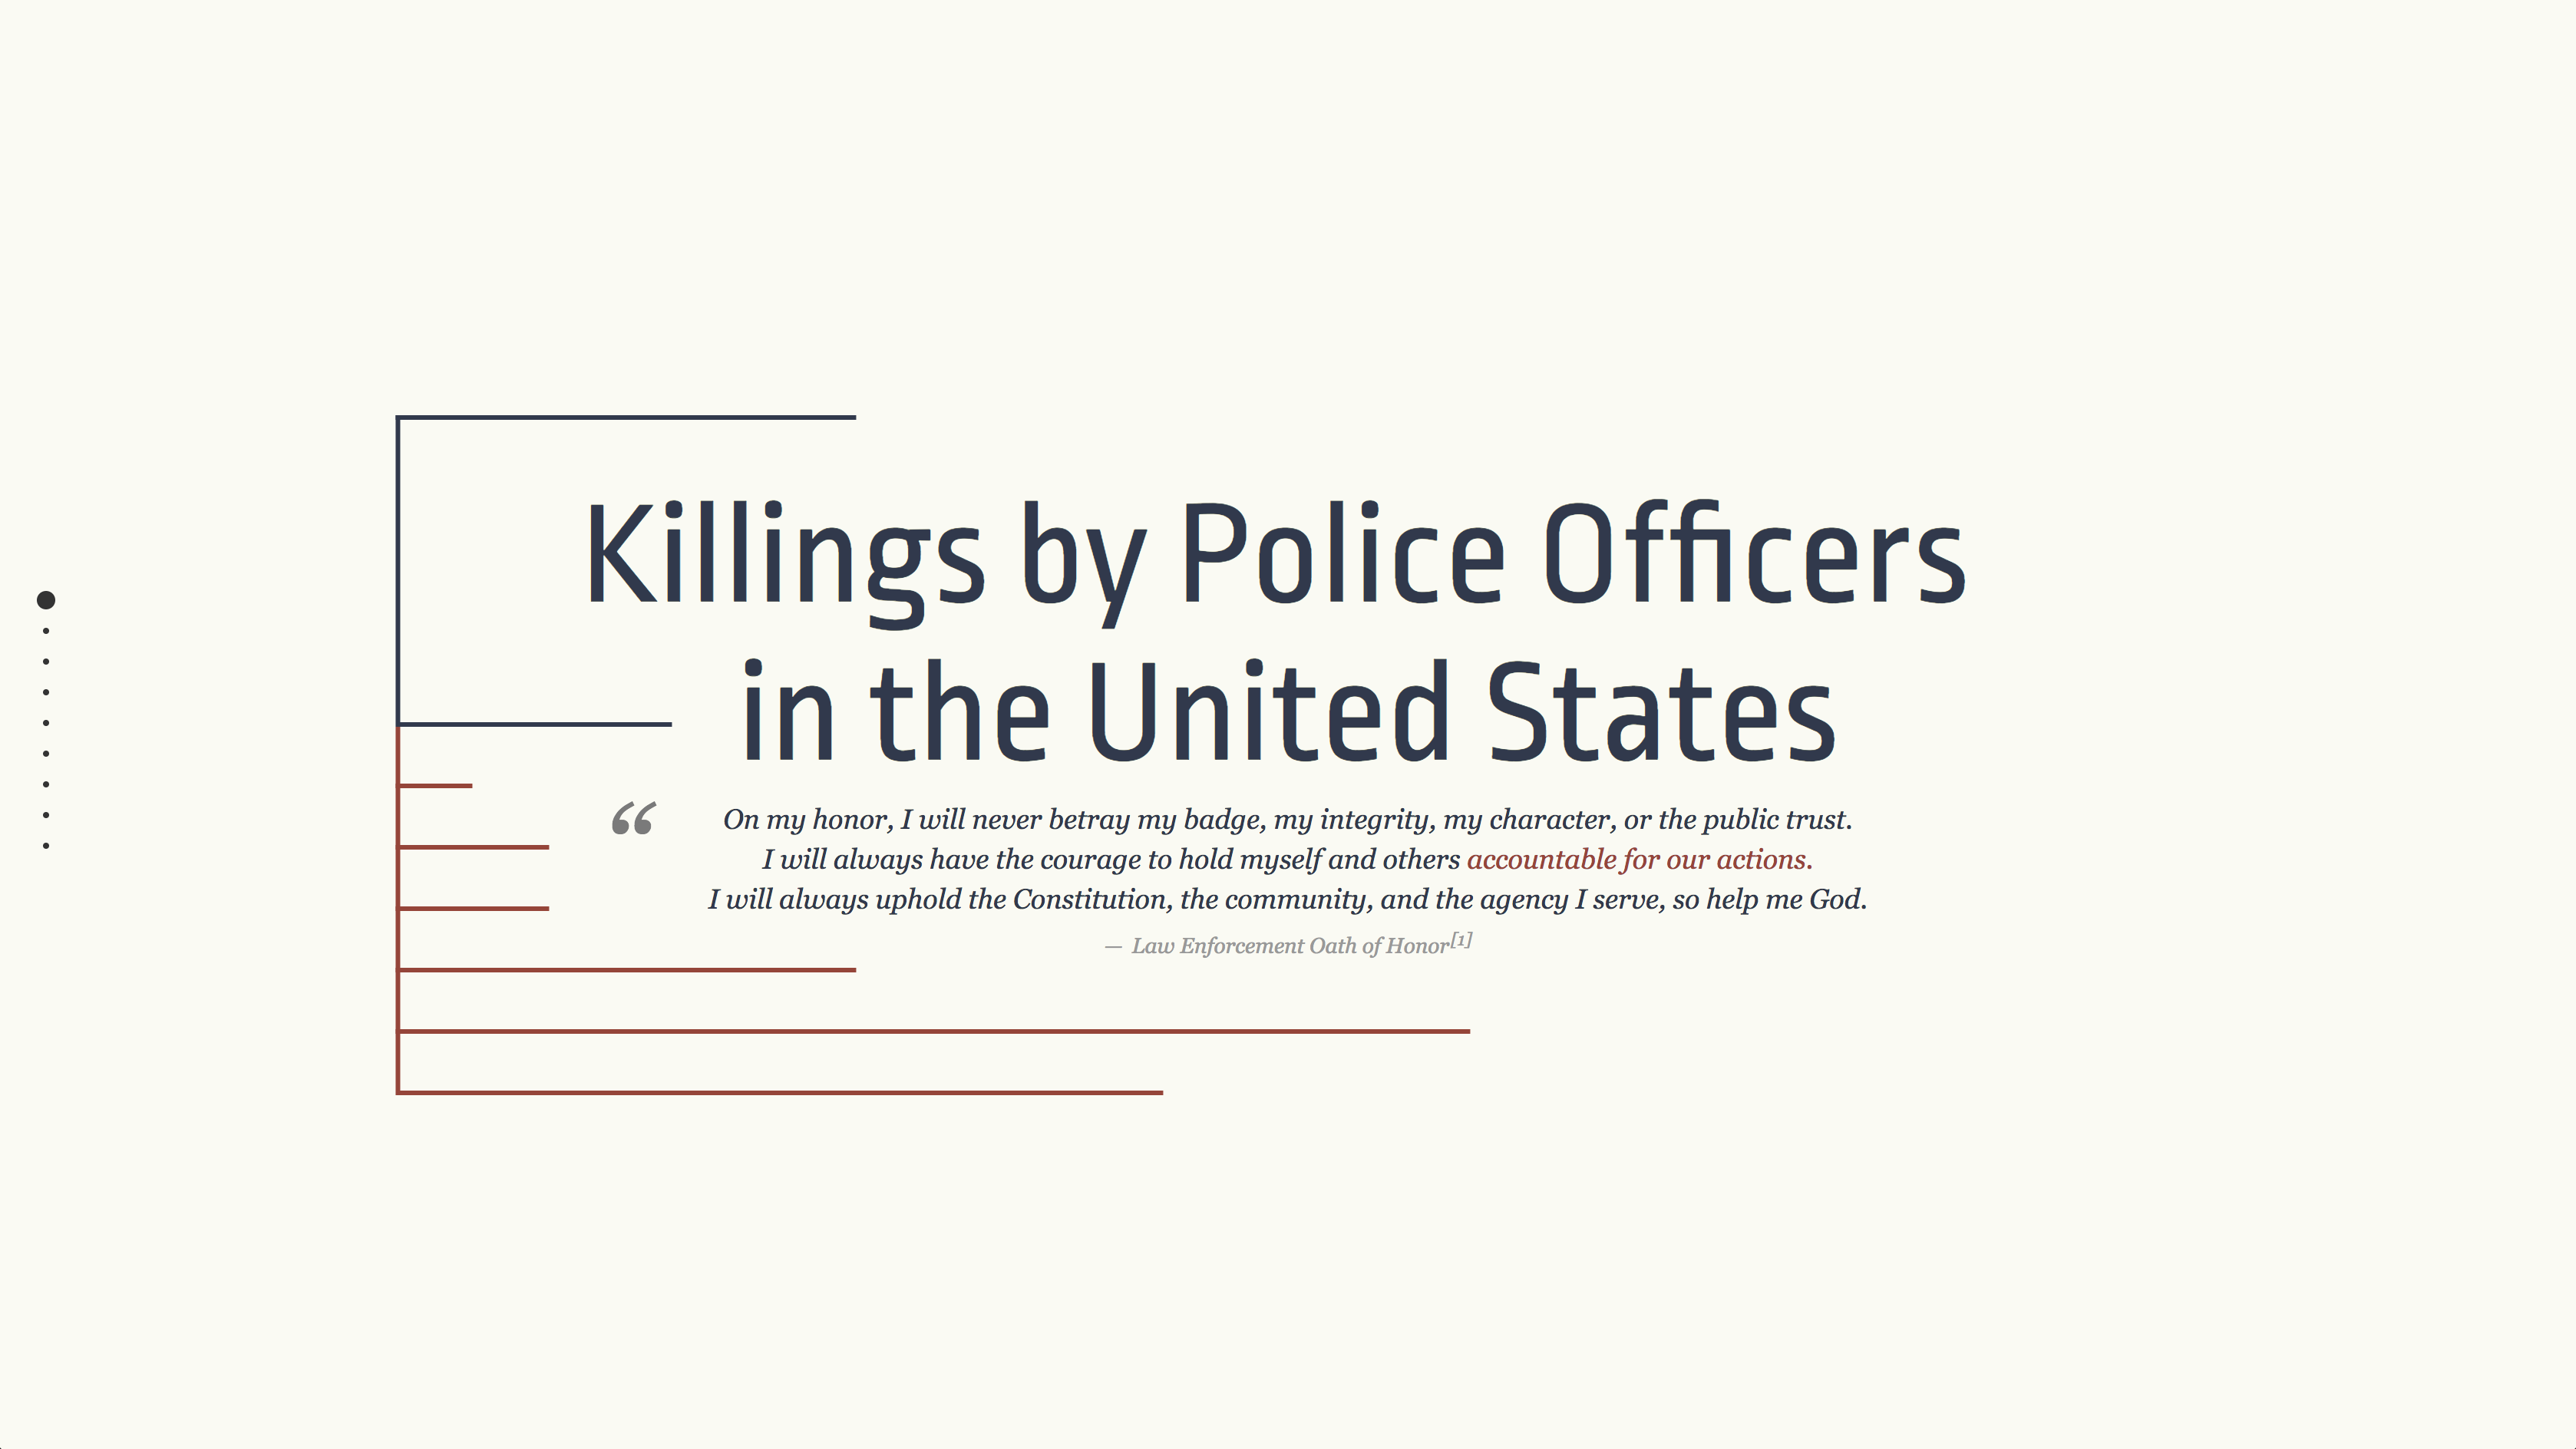 Killings by Police Officers
in the United States
“ On my honor, I will never betray my badge, my integrity, my character, or the public trust.
I will always have the courage to hold myself and others accountable for our actions.
I will always uphold the Constitution, the community, and the agency I serve, so help me God.
— Law Enforcement Oath of Honor[1]